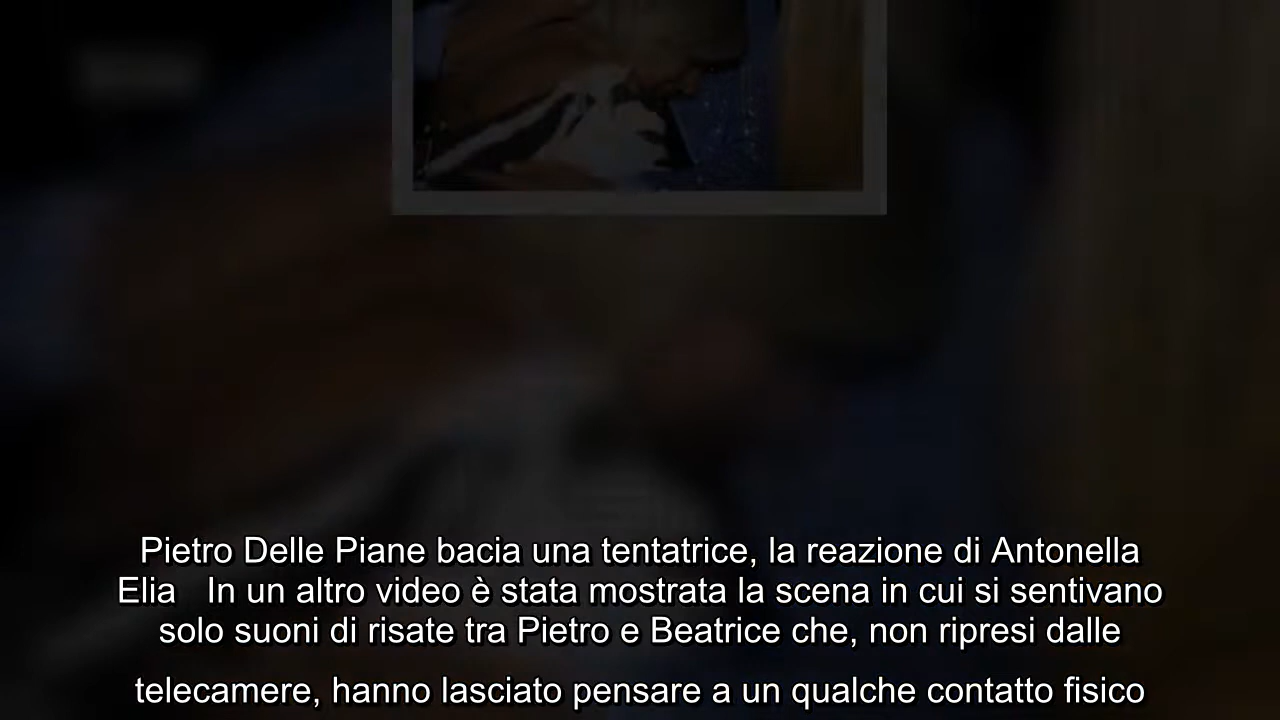 Pietro Delle Piane bacia una tentatrice, la reazione di Antonella
Elia   In un altro video è stata mostrata la scena in cui si sentivano
solo suoni di risate tra Pietro e Beatrice che, non ripresi dalle
telecamere, hanno lasciato pensare a un qualche contatto fisico